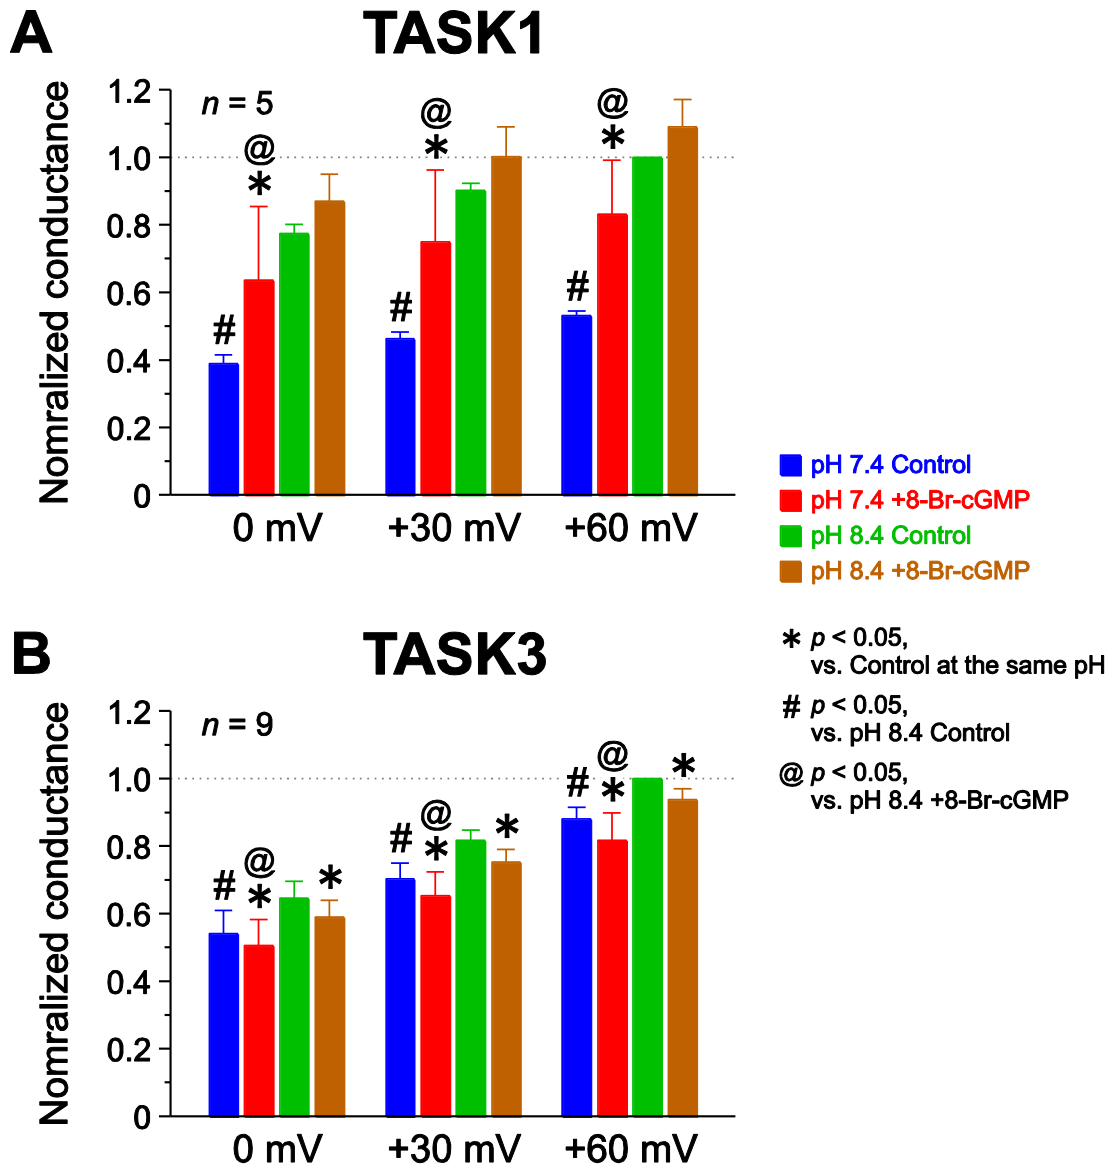 A
TASK1
Nomralized conductance
1.2
1.0
0.8
0.6
0.4
0.2
0
n = 5
@
*
#
@
*
#
@
*
#
0 mV
+30 mV
+60 mV
pH 7.4 Control
pH 7.4 +8-Br-cGMP
pH 8.4 Control
pH 8.4 +8-Br-cGMP
* p < 0.05,
vs. Control at the same pH
# p < 0.05,
vs. pH 8.4 Control
@ p < 0.05,
vs. pH 8.4 +8-Br-cGMP
B
TASK3
Nomralized conductance
1.2
1.0
0.8
0.6
0.4
0.2
0
n = 9
#
@
*
*
#
@
*
*
#
@
*
*
0 mV
+30 mV
+60 mV